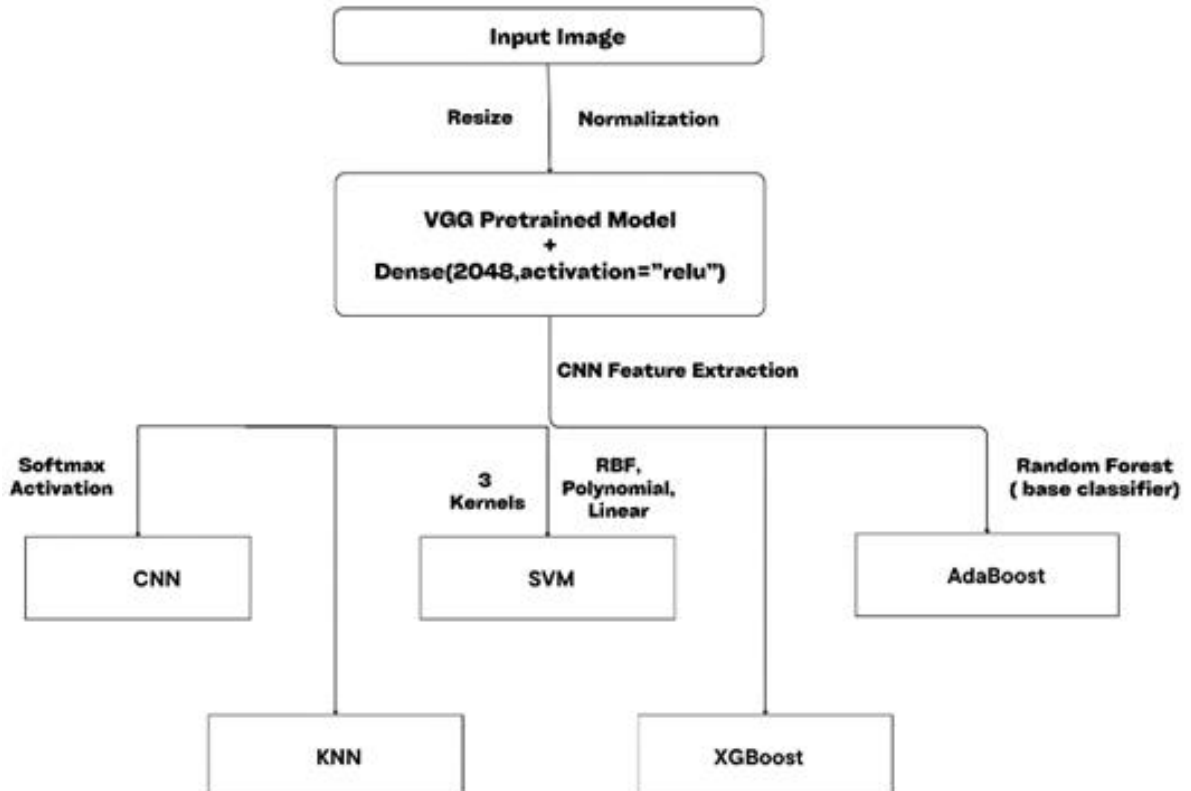 Input Image
Resize
Normalization
VGG Pretrained Model
+
Dense(2048,activation="relu")
CNN Feature Extraction
Softmax
Activation
3
Kernels
RBF,
Polynomial,
Linear
Random Forest
( base classifier)
CNN
SVM
AdaBoost
KNN
XGBoost